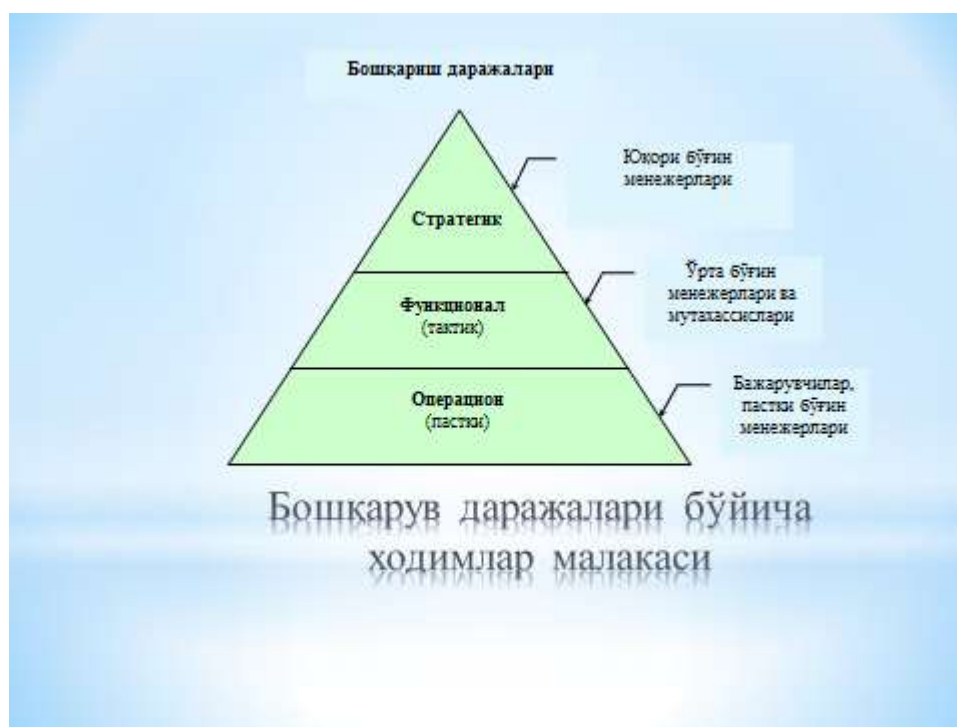 Бошқариш даражалари
Юқори бўғин
менежерлари
Стратегик
Ўрта бўғин
менежерлари ва
мутахассислари
Функционал
(тактик)
Бажарувчилар,
пастки бўғин
менежерлари
Операцион
(пастки)
Бошқарув даражалари бўйича
ходимлар малакаси